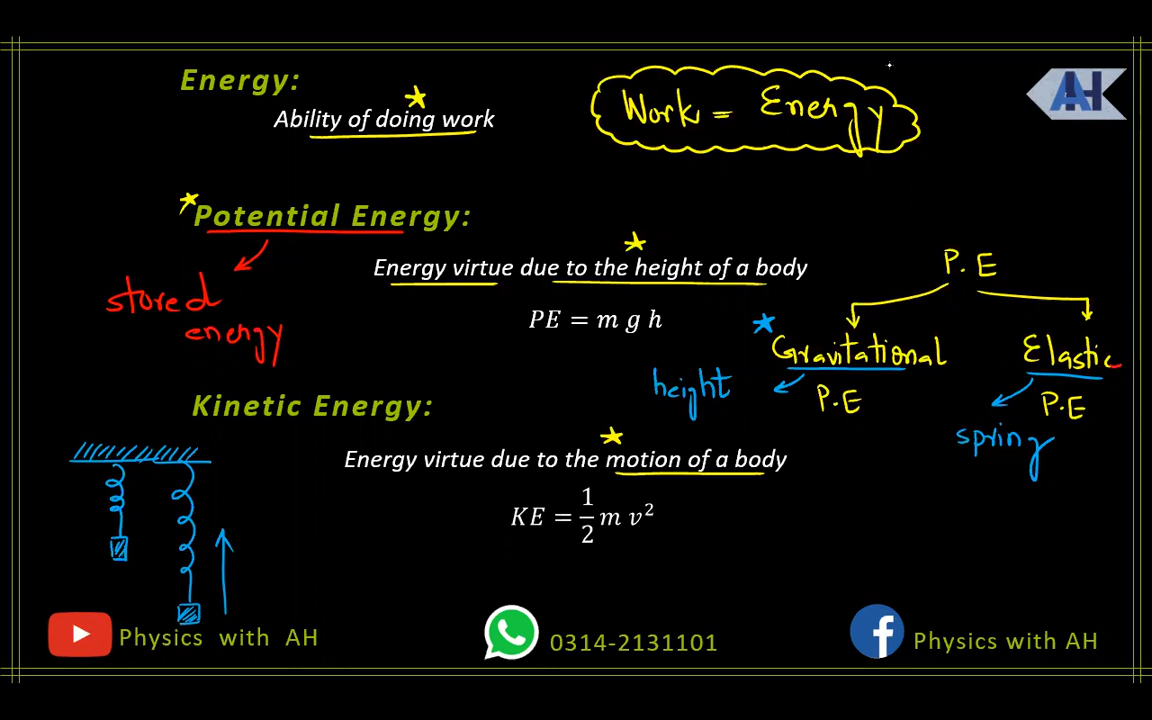 Energy:
Ability of doing work
Work = Energy
AH
Potential Energy:
stored
energy
Energy virtue due to the height of a body
PE = m g h
P.E
Gravitational
P.E
height
Elastic
P.E
spring
Kinetic Energy:
Energy virtue due to the motion of a body
KE = 1/2 m v²
Physics with AH
0314-2131101
Physics with AH